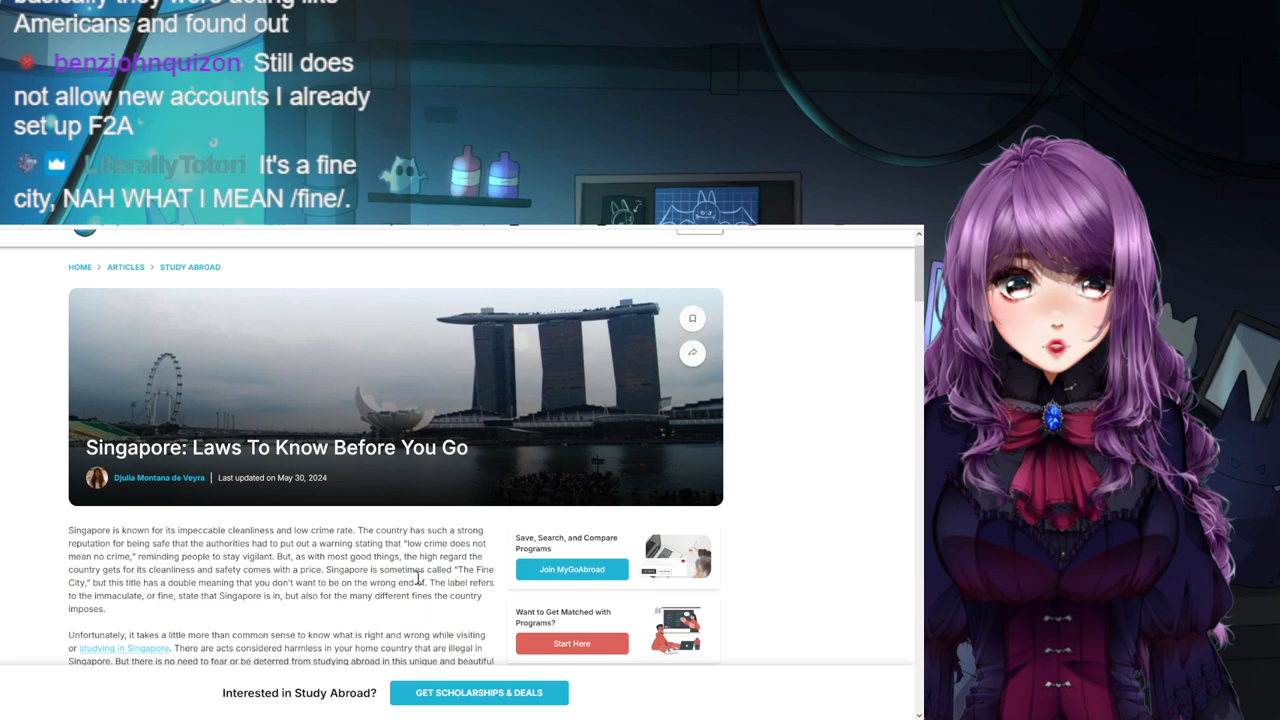 Americans and found out
benzjohnquizon Still does
not allow new accounts I already
set up F2A
LiterallyTofori It's a fine
city, NAH WHAT I MEAN /fine/.
HOME > ARTICLES > STUDY ABROAD
Singapore: Laws To Know Before You Go
Djulia Montana de Veyra | Last updated on May 30, 2024
Singapore is known for its impeccable cleanliness and low crime rate. The country has such a strong
reputation for being safe that the authorities had to put out a warning stating that “low crime does not
mean no crime,” reminding people to stay vigilant. But, as with most good things, the high regard the
country gets for its cleanliness and safety comes with a price. Singapore is sometimes called “The Fine
City,” but this title has a double meaning that you don't want to be on the wrong end of. The label refers
to the immaculate, or fine, state that Singapore is in, but also for the many different fines the country
imposes.
Unfortunately, it takes a little more than common sense to know what is right and wrong while visiting
or studying in Singapore. There are acts considered harmless in your home country that are illegal in
Singapore. But there is no need to fear or be deterred from studying abroad in this unique and beautiful
Save, Search, and Compare
Programs
Join MyGoAbroad
Want to Get Matched with
Programs?
Start Here
Interested in Study Abroad?
GET SCHOLARSHIPS & DEALS